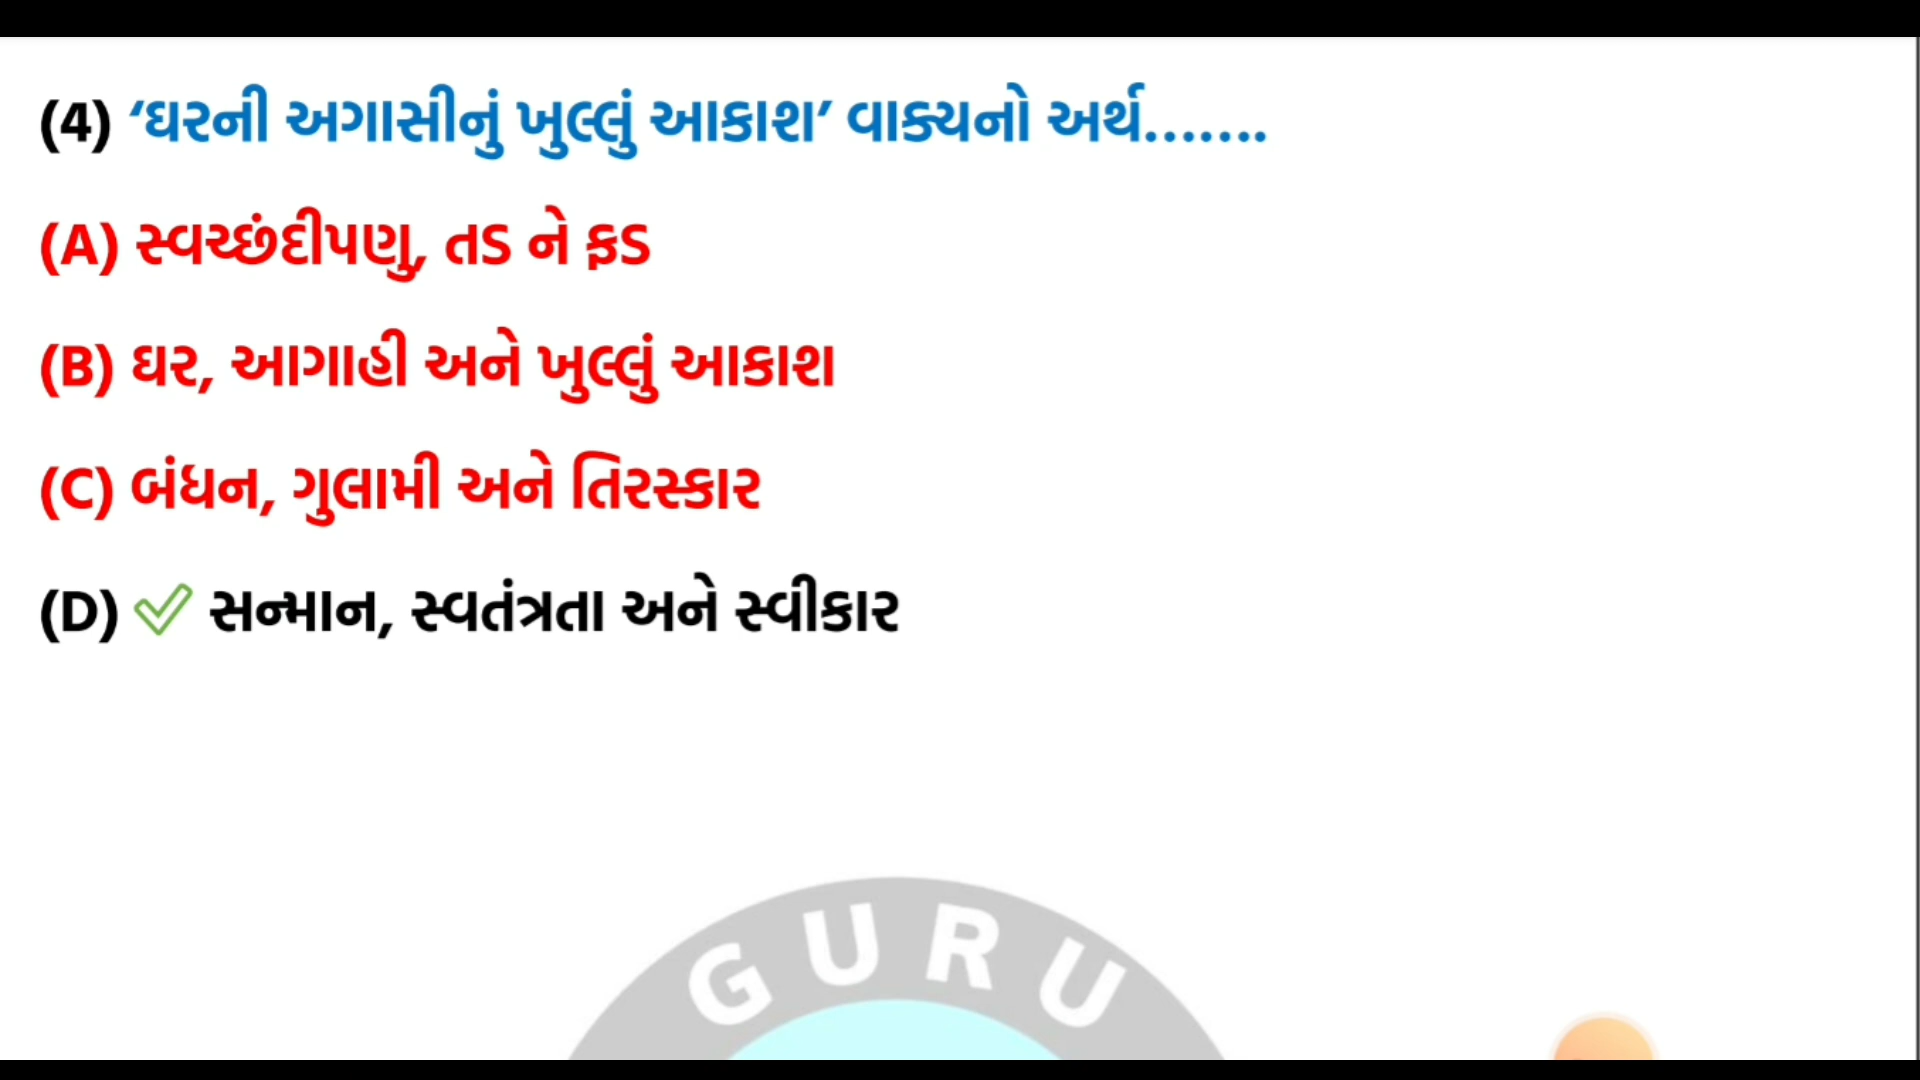 (4) ‘ઘરની અગાસીનું ખુલ્લું આકાશ’ વાક્યનો અર્થ.......
(A) સ્વચ્છંદીપણુ, તડ ને ફડ
(B) ઘર, આગાહી અને ખુલ્લું આકાશ
(C) બંધન, ગુલામી અને તિરસ્કાર
(D) ✅ સન્માન, સ્વતંત્રતા અને સ્વીકાર
GURU